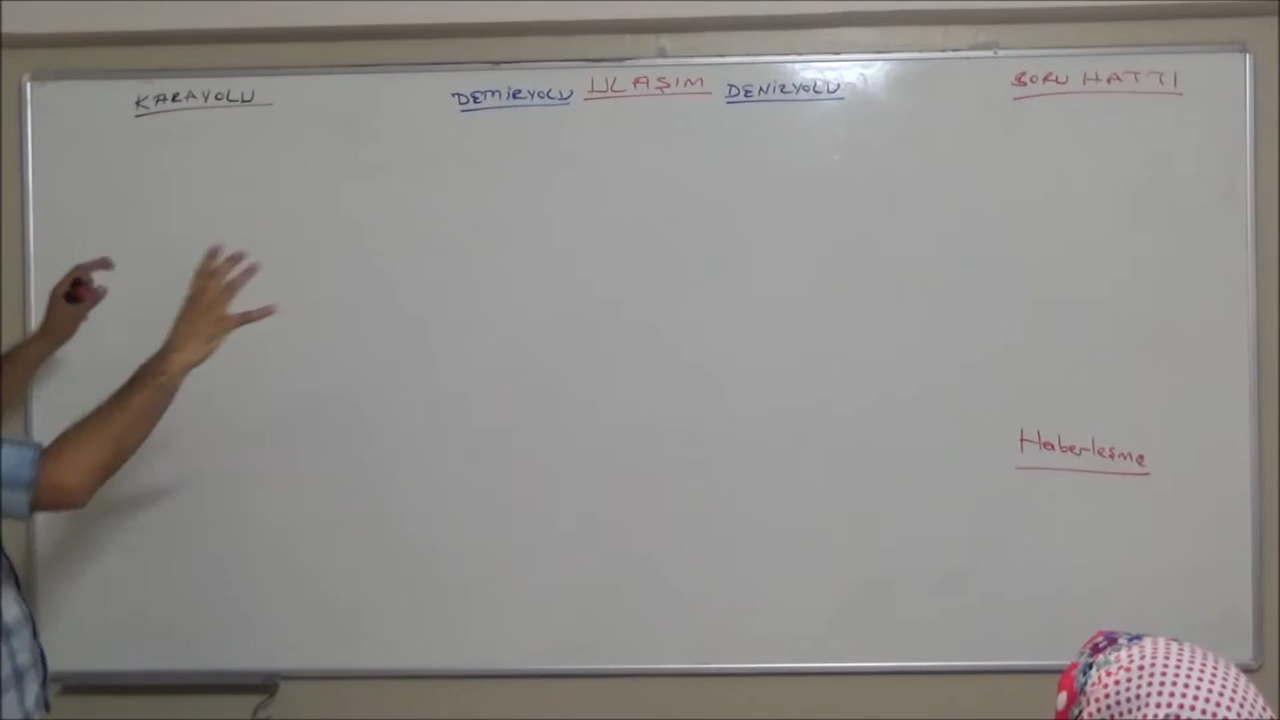 KARAYOLU
DEMİRYOLU
ULAŞIM
DENİZYOLU
BORU HATTI
Haberleşme